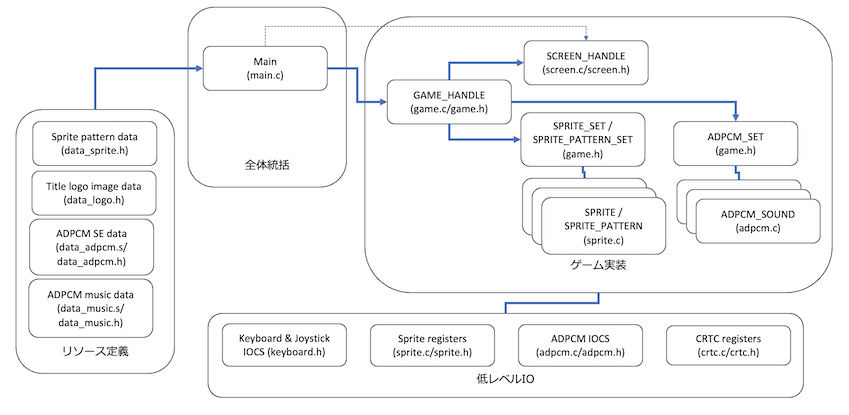 Sprite pattern data
(data_sprite.h)
Title logo image data
(data_logo.h)
ADPCM SE data
(data_adpcm.s/
data_adpcm.h)
ADPCM music data
(data_music.s/
data_music.h)
リソース定義
Main
(main.c)
全体統括
SCREEN_HANDLE
(screen.c/screen.h)
GAME_HANDLE
(game.c/game.h)
SPRITE_SET /
SPRITE_PATTERN_SET
(game.h)
ADPCM_SET
(game.h)
SPRITE /
SPRITE_PATTERN
(sprite.c)
ADPCM_SOUND
(adpcm.c)
ゲーム実装
Keyboard & Joystick
IOCS (keyboard.h)
Sprite registers
(sprite.c/sprite.h)
ADPCM IOCS
(adpcm.c/adpcm.h)
CRTC registers
(crtc.c/crtc.h)
低レベルIO